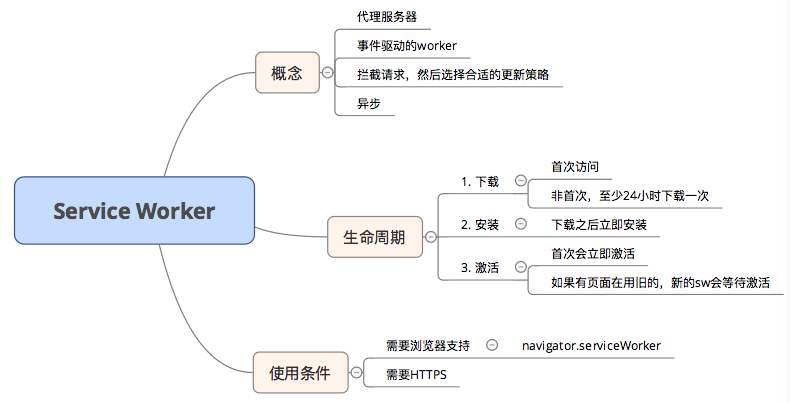 Service Worker
概念
代理服务器
事件驱动的worker
拦截请求，然后选择合适的更新策略
异步
生命周期
1. 下载
首次访问
非首次，至少24小时下载一次
2. 安装
下载之后立即安装
3. 激活
首次会立即激活
如果有页面在用旧的，新的sw会等待激活
使用条件
需要浏览器支持
navigator.serviceWorker
需要HTTPS